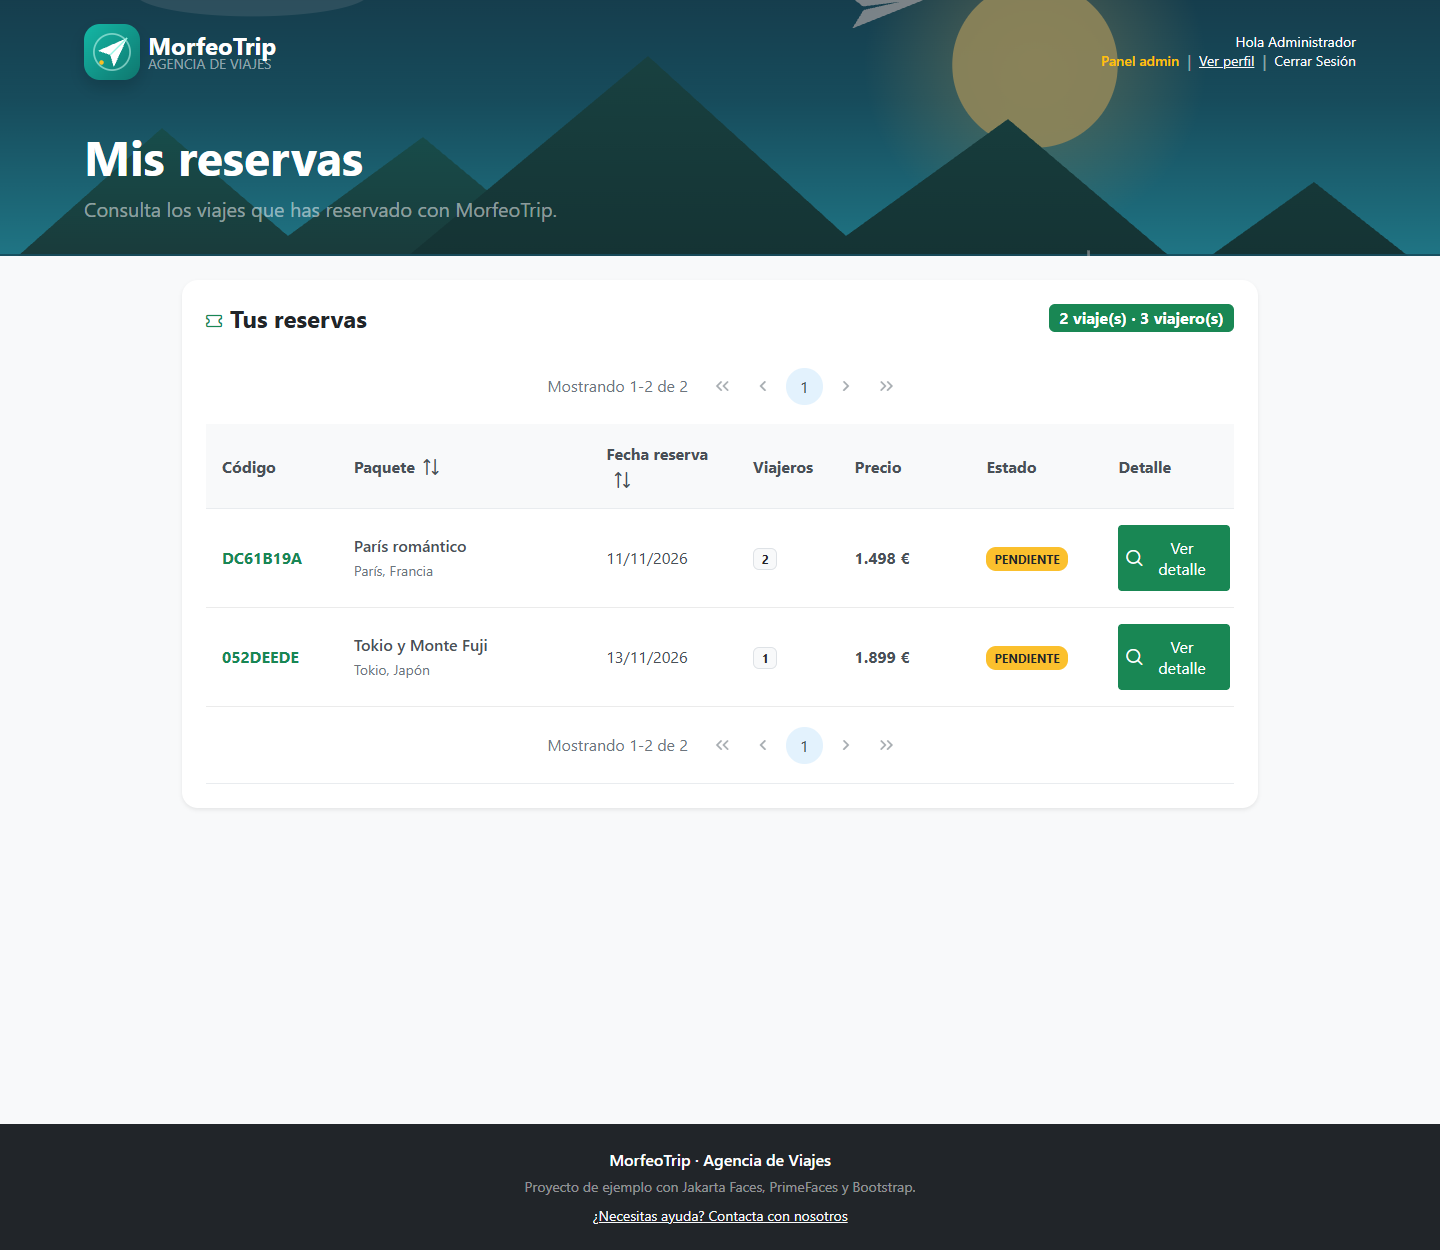 MorfeoTrip
AGENCIA DE VIAJES
Hola Administrador
Panel admin | Ver perfil | Cerrar Sesión
Mis reservas
Consulta los viajes que has reservado con MorfeoTrip.
Tus reservas
2 viaje(s) · 3 viajero(s)
Mostrando 1-2 de 2
1
Código Paquete Fecha reserva Viajeros Precio Estado Detalle
DC61B19A París romántico 11/11/2026 2 1.498 € PENDIENTE Ver detalle
París, Francia
052DEEDE Tokio y Monte Fuji 13/11/2026 1 1.899 € PENDIENTE Ver detalle
Tokio, Japón
Mostrando 1-2 de 2
1
MorfeoTrip · Agencia de Viajes
Proyecto de ejemplo con Jakarta Faces, PrimeFaces y Bootstrap.
¿Necesitas ayuda? Contacta con nosotros